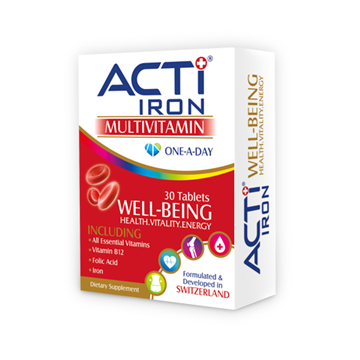 ACTi®
IRON
MULTIVITAMIN
ONE-A-DAY
30 Tablets
WELL-BEING
HEALTH.VITALITY.ENERGY
INCLUDING
• All Essential Vitamins
• Vitamin B12
• Folic Acid
• Iron
Dietary Supplement
Formulated &
Developed in
SWITZERLAND
ACTi®
IRON
WELL-BEING
HEALTH.VITALITY.ENERGY